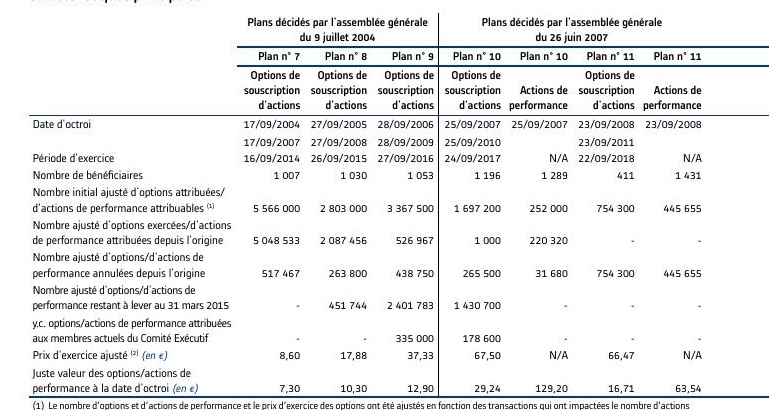 Plans décidés par l'assemblée générale Plans décidés par l'assemblée générale
du 9 juillet 2004 du 26 juin 2007
Plan n° 7 Plan n° 8 Plan n° 9 Plan n° 10 Plan n° 10 Plan n° 11 Plan n° 11
Options de Options de Options de Options de Options de
souscription souscription souscription souscription Actions de souscription Actions de
d'actions d'actions d'actions d'actions performance d'actions performance
Date d'octroi 17/09/2004 27/09/2005 28/09/2006 25/09/2007 25/09/2007 23/09/2008 23/09/2008
17/09/2007 27/09/2008 28/09/2009 25/09/2010 23/09/2011
Période d'exercice 16/09/2014 26/09/2015 27/09/2016 24/09/2017 N/A 22/09/2018 N/A
Nombre de bénéficiaires 1 007 1 030 1 053 1 196 1 289 411 1 431
Nombre initial ajusté d'options attribuées/
d'actions de performance attribuables (1) 5 566 000 2 803 000 3 367 500 1 697 200 252 000 754 300 445 655
Nombre ajusté d'options exercées/d'actions
de performance attribuées depuis l'origine 5 048 533 2 087 456 526 967 1 000 220 320 - -
Nombre ajusté d'options/d'actions de
performance annulées depuis l'origine 517 467 263 800 438 750 265 500 31 680 754 300 445 655
Nombre ajusté d'options/d'actions de
performance restant à lever au 31 mars 2015 - 451 744 2 401 783 1 430 700 - - -
y.c. options/actions de performance attribuées
aux membres actuels du Comité Exécutif - - 335 000 178 600 - - -
Prix d'exercice ajusté (2) (en €) 8,60 17,88 37,33 67,50 N/A 66,47 N/A
Juste valeur des options/actions de
performance à la date d'octroi (en €) 7,30 10,30 12,90 29,24 129,20 16,71 63,54
(1) Le nombre d'options et d'actions de performance et le prix d'exercice des options ont été ajustés en fonction des transactions qui ont impactées le nombre d'actions